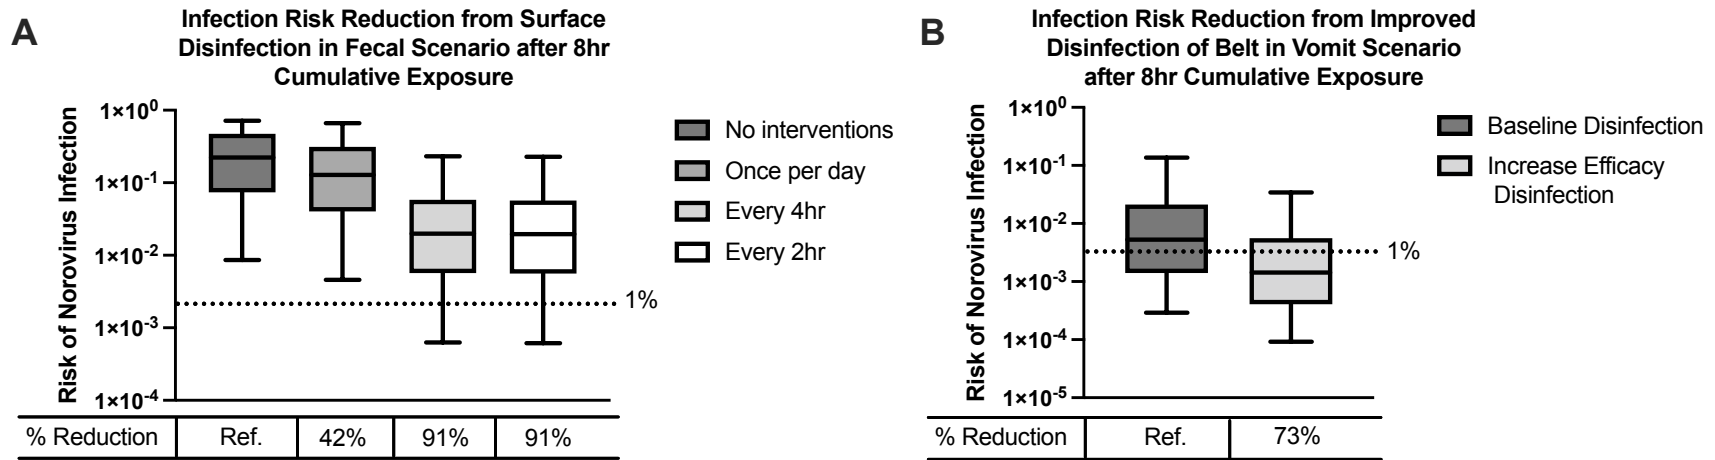 A
Infection Risk Reduction from Surface
Disinfection in Fecal Scenario after 8hr
Cumulative Exposure
Risk of Norovirus Infection
1×10⁰
1×10⁻¹
1×10⁻²
1×10⁻³
1×10⁻⁴
1%
No interventions
Once per day
Every 4hr
Every 2hr
% Reduction Ref. 42% 91% 91%
B
Infection Risk Reduction from Improved
Disinfection of Belt in Vomit Scenario
after 8hr Cumulative Exposure
Risk of Norovirus Infection
1×10⁰
1×10⁻¹
1×10⁻²
1×10⁻³
1×10⁻⁴
1×10⁻⁵
1%
Baseline Disinfection
Increase Efficacy
Disinfection
% Reduction Ref. 73%